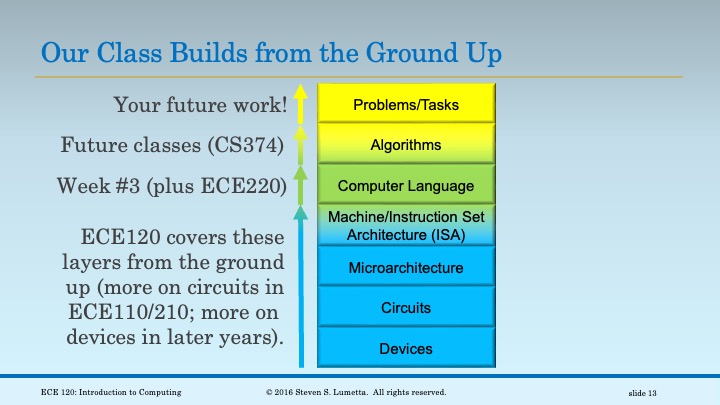 Our Class Builds from the Ground Up
Your future work!
Problems/Tasks
Future classes (CS374)
Algorithms
Week #3 (plus ECE220)
Computer Language
Machine/Instruction Set
Architecture (ISA)
ECE120 covers these
layers from the ground
up (more on circuits in
ECE110/210; more on
devices in later years).
Microarchitecture
Circuits
Devices
ECE 120: Introduction to Computing
© 2016 Steven S. Lumetta.  All rights reserved.
slide 13